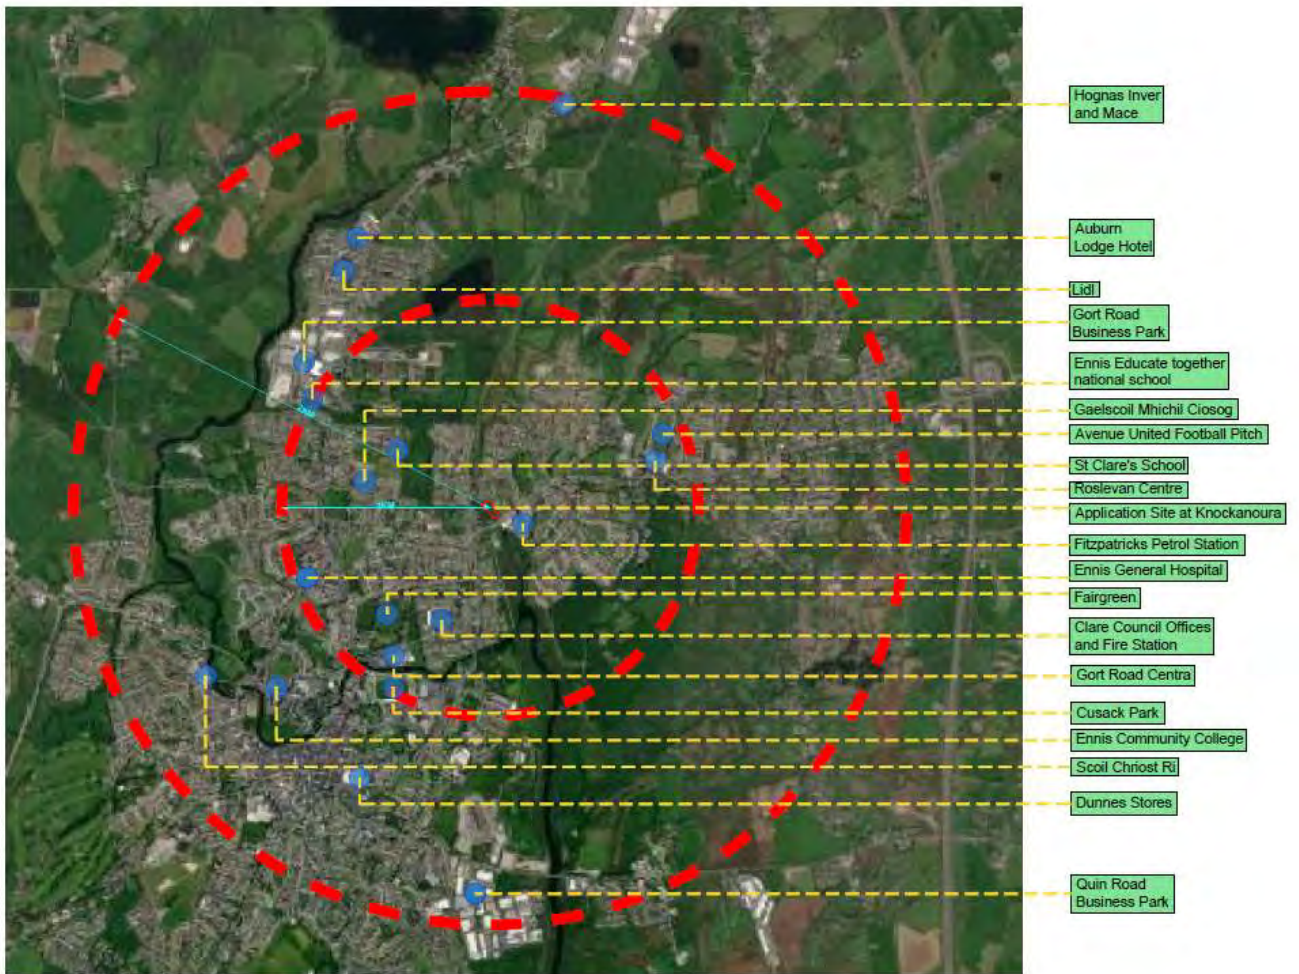 Hognas Inver
and Mace
Auburn
Lodge Hotel
Lidl
Gort Road
Business Park
Ennis Educate together
national school
Gaelscoil Mhichil Ciosog
Avenue United Football Pitch
St Clare's School
Roslevan Centre
Application Site at Knockanoura
Fitzpatricks Petrol Station
Ennis General Hospital
Fairgreen
Clare Council Offices
and Fire Station
Gort Road Centra
Cusack Park
Ennis Community College
Scoil Chriost Ri
Dunnes Stores
Quin Road
Business Park
2KM
1KM